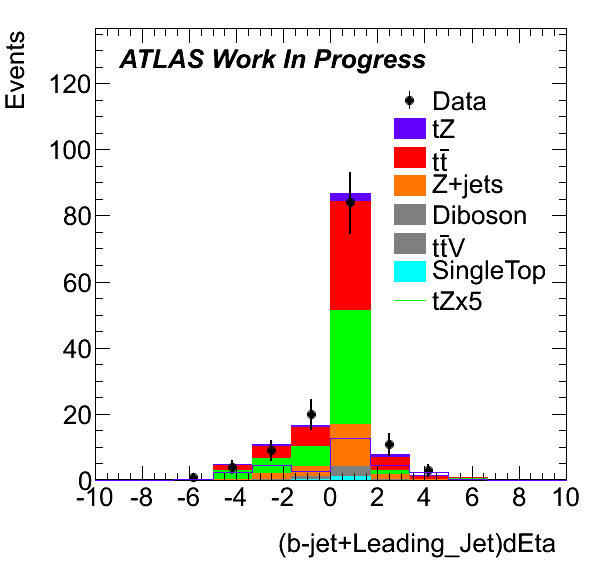 Events
ATLAS Work In Progress
120
100
80
60
40
20
0
Data
tZ
tt̄
Z+jets
Diboson
tt̄V
SingleTop
tZx5
-10 -8 -6 -4 -2 0 2 4 6 8 10
(b-jet+Leading_Jet)dEta